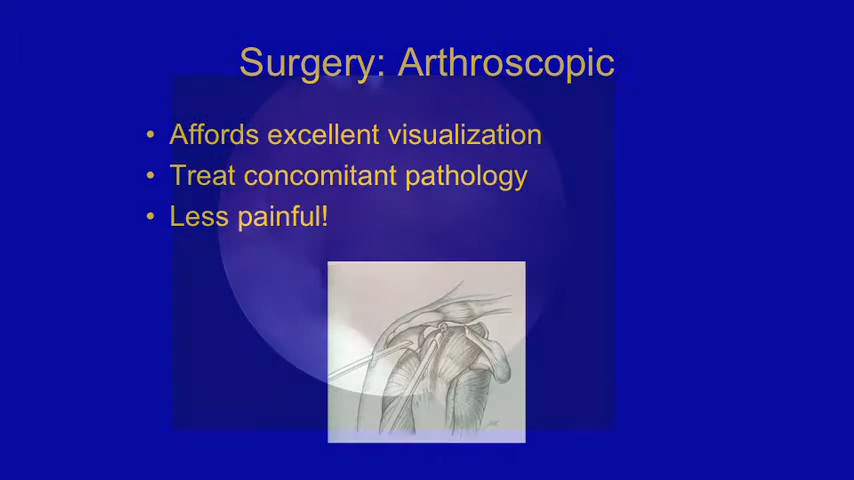 Surgery: Arthroscopic
• Affords excellent visualization
• Treat concomitant pathology
• Less painful!